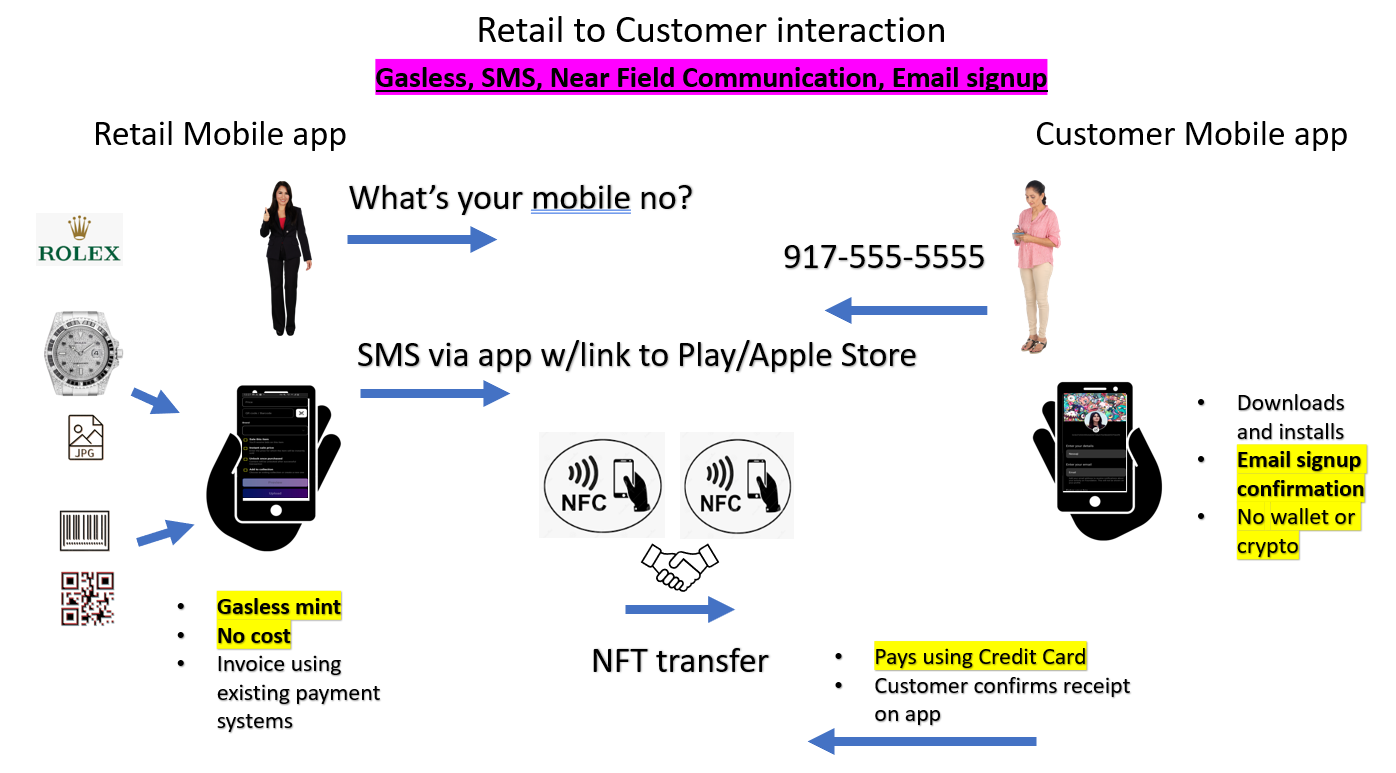 Retail to Customer interaction
Gasless, SMS, Near Field Communication, Email signup
Retail Mobile app
Customer Mobile app
What's your mobile no?
ROLEX
917-555-5555
SMS via app w/link to Play/Apple Store
JPG
NFC
NFC
• Downloads
and installs
• Email signup
confirmation
• No wallet or
crypto
• Gasless mint
• No cost
• Invoice using
existing payment
systems
NFT transfer
• Pays using Credit Card
• Customer confirms receipt
on app